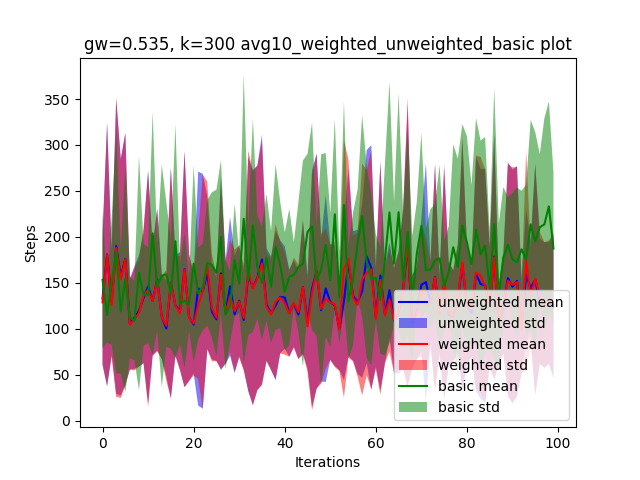 gw=0.535, k=300 avg10_weighted_unweighted_basic plot
Steps
350
300
250
200
150
100
50
0
0 20 40 60 80 100
Iterations
unweighted mean
unweighted std
weighted mean
weighted std
basic mean
basic std